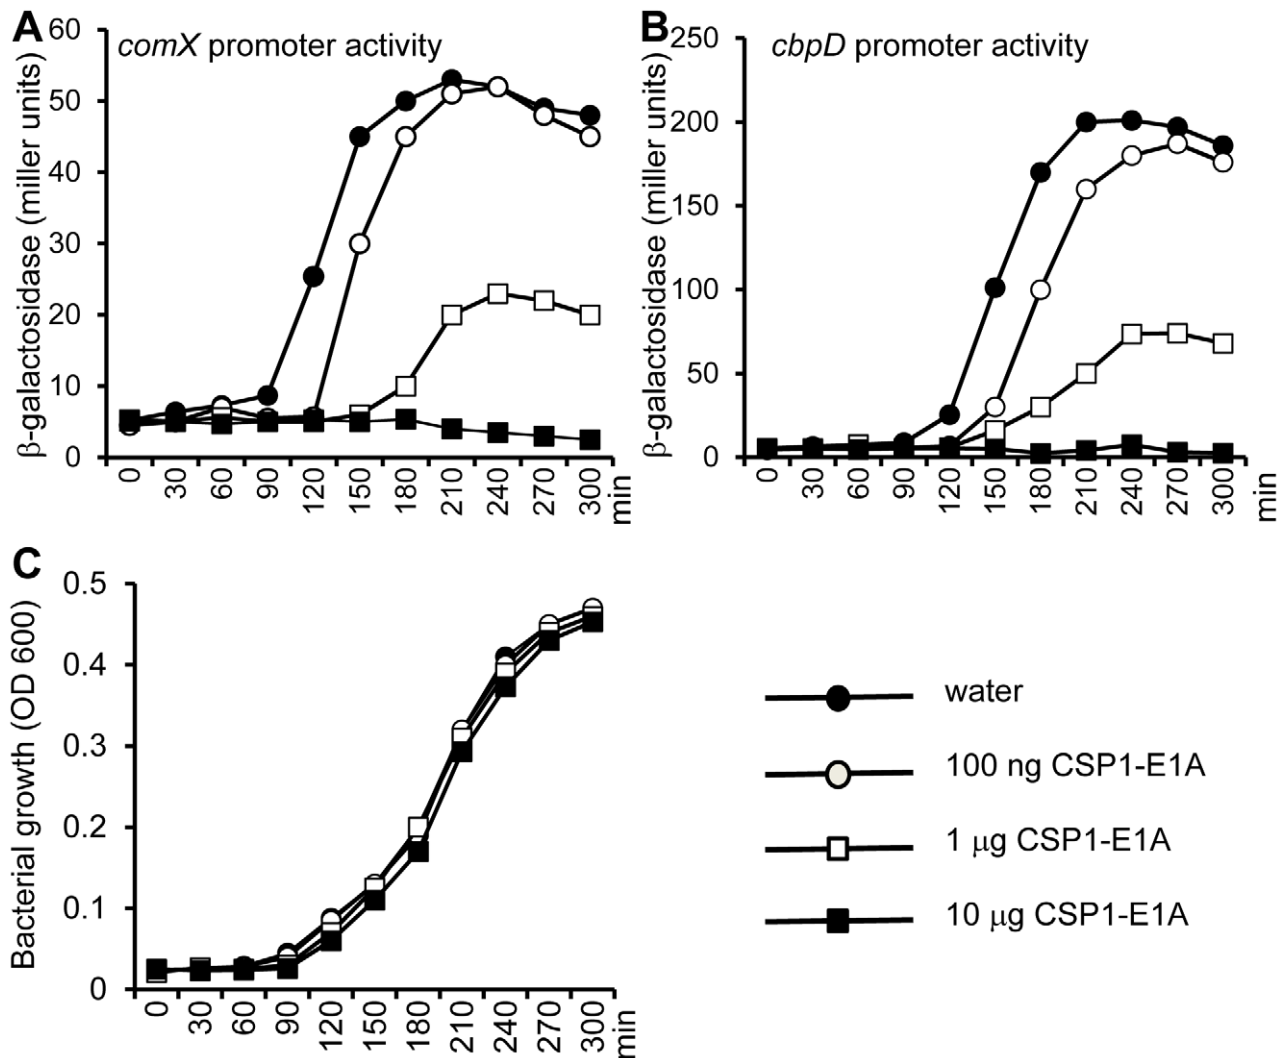 A
comX promoter activity
β-galactosidase (miller units)
60
50
40
30
20
10
0
0 30 60 90 120 150 180 210 240 270 300 min
B
cbpD promoter activity
β-galactosidase (miller units)
250
200
150
100
50
0
0 30 60 90 120 150 180 210 240 270 300 min
C
Bacterial growth (OD 600)
0.5
0.4
0.3
0.2
0.1
0
0 30 60 90 120 150 180 210 240 270 300 min
water
100 ng CSP1-E1A
1 μg CSP1-E1A
10 μg CSP1-E1A